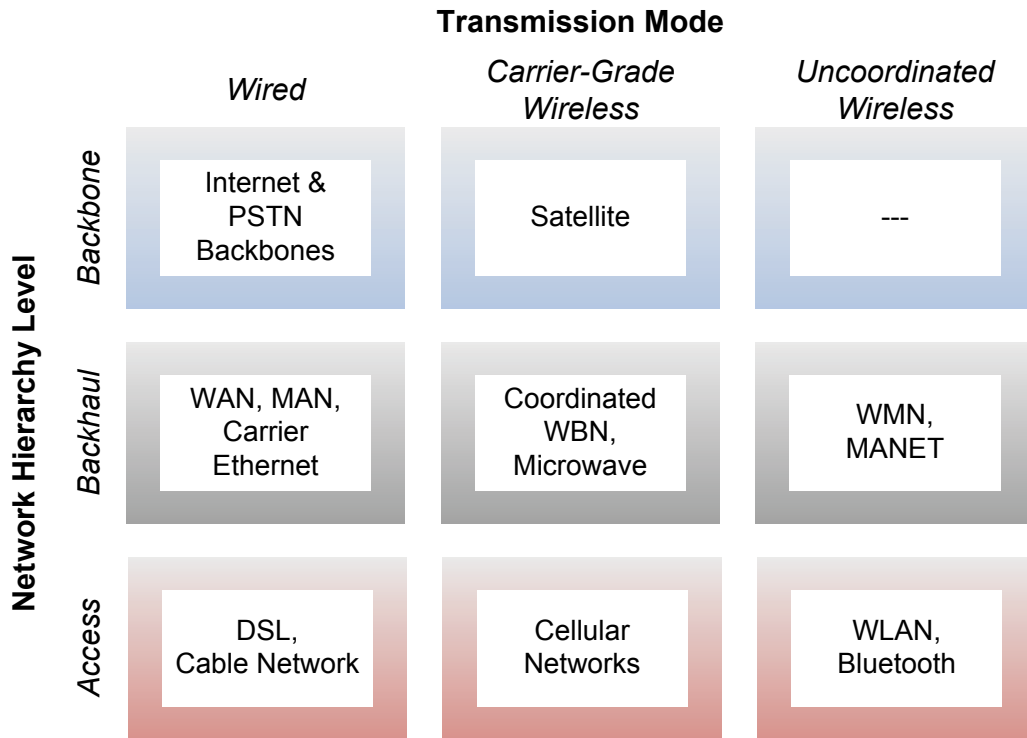 Transmission Mode
Wired
Carrier-Grade
Wireless
Uncoordinated
Wireless
Network Hierarchy Level
Backbone
Internet &
PSTN
Backbones
Satellite
---
Backhaul
WAN, MAN,
Carrier
Ethernet
Coordinated
WBN,
Microwave
WMN,
MANET
Access
DSL,
Cable Network
Cellular
Networks
WLAN,
Bluetooth